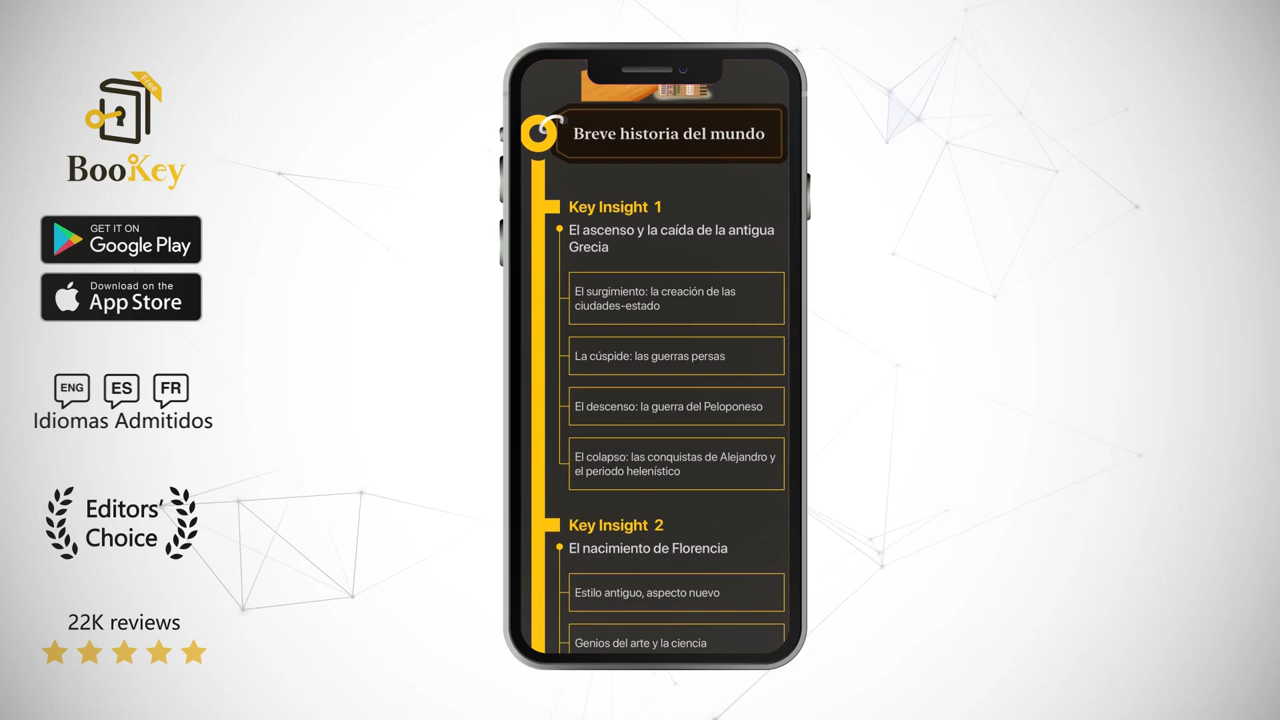 Free
BooKey
GET IT ON
Google Play
Download on the
App Store
ENG ES FR
Idiomas Admitidos
Editors'
Choice
22K reviews
Breve historia del mundo
Key Insight 1
El ascenso y la caída de la antigua
Grecia
El surgimiento: la creación de las
ciudades-estado
La cúspide: las guerras persas
El descenso: la guerra del Peloponeso
El colapso: las conquistas de Alejandro y
el periodo helenístico
Key Insight 2
El nacimiento de Florencia
Estilo antiguo, aspecto nuevo
Genios del arte y la ciencia